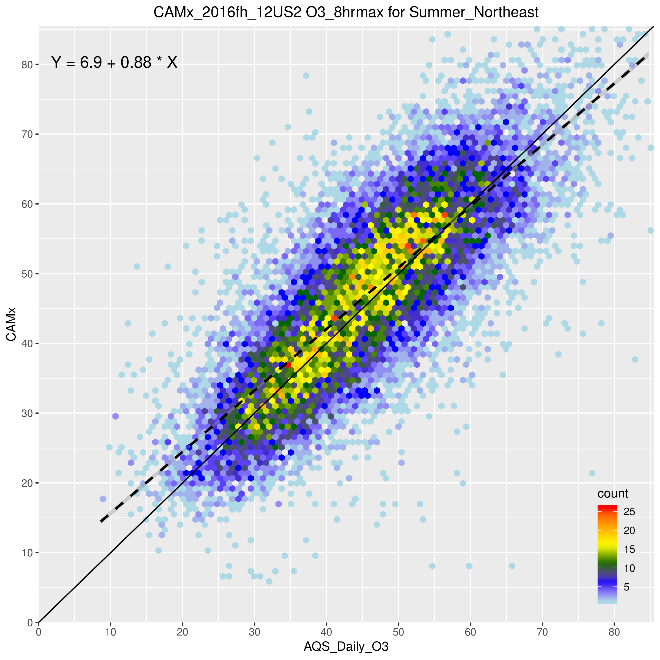 CAMx_2016fh_12US2 O3_8hrmax for Summer_Northeast
Y = 6.9 + 0.88 * X
80
70
60
50
40
30
20
10
0
CAMx
0 10 20 30 40 50 60 70 80
AQS_Daily_O3
count
25
20
15
10
5